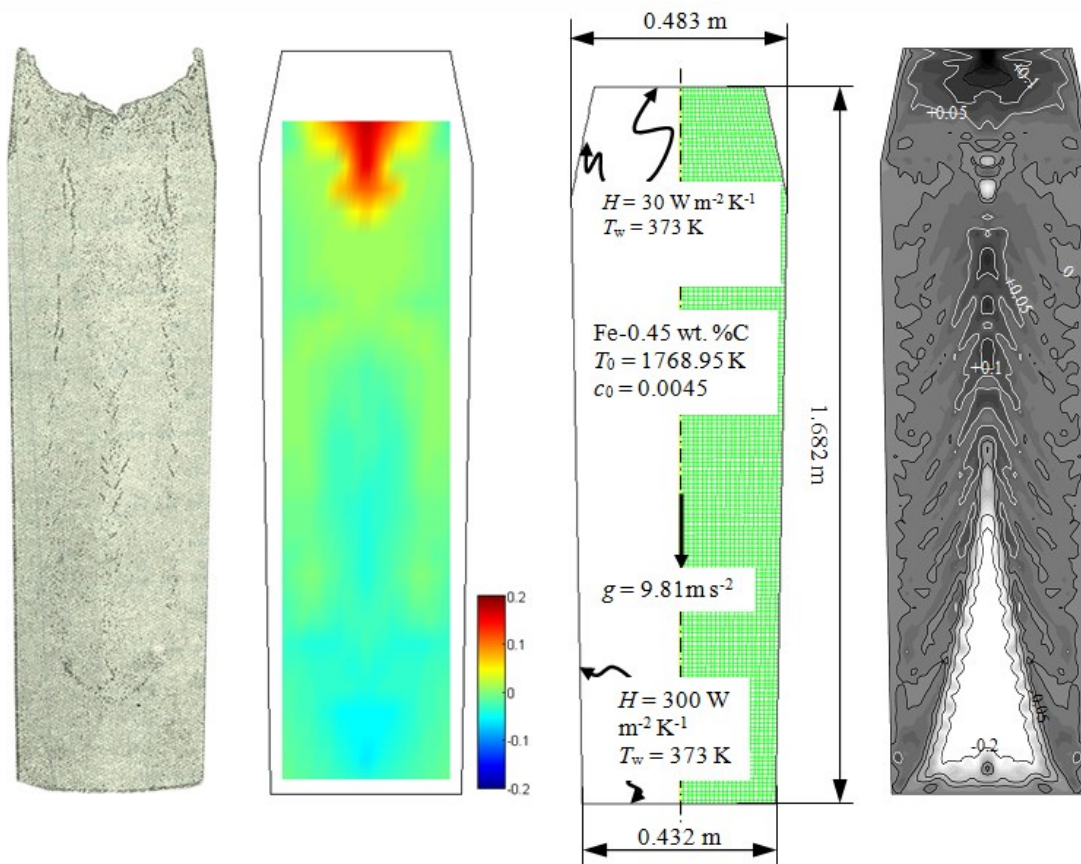 0.483 m
H = 30 W m-2 K-1
Tw = 373 K
Fe-0.45 wt. %C
T0 = 1768.95 K
c0 = 0.0045
1.682 m
g = 9.81m s-2
H = 300 W
m-2 K-1
Tw = 373 K
0.432 m
0.2
0.1
0
-0.1
-0.2
+0.1
+0.05
0
+0.05
+0.1
-0.05
-0.2